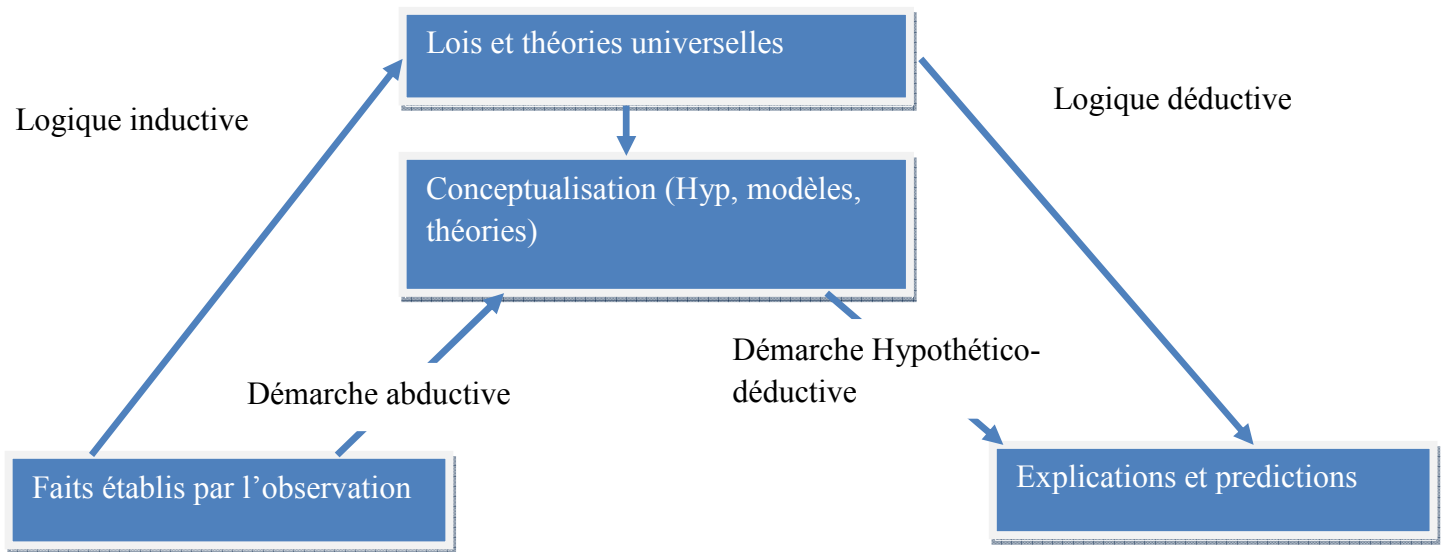 Lois et théories universelles
Logique inductive
Logique déductive
Conceptualisation (Hyp, modèles,
théories)
Démarche abductive
Démarche Hypothético-
déductive
Faits établis par l’observation
Explications et predictions